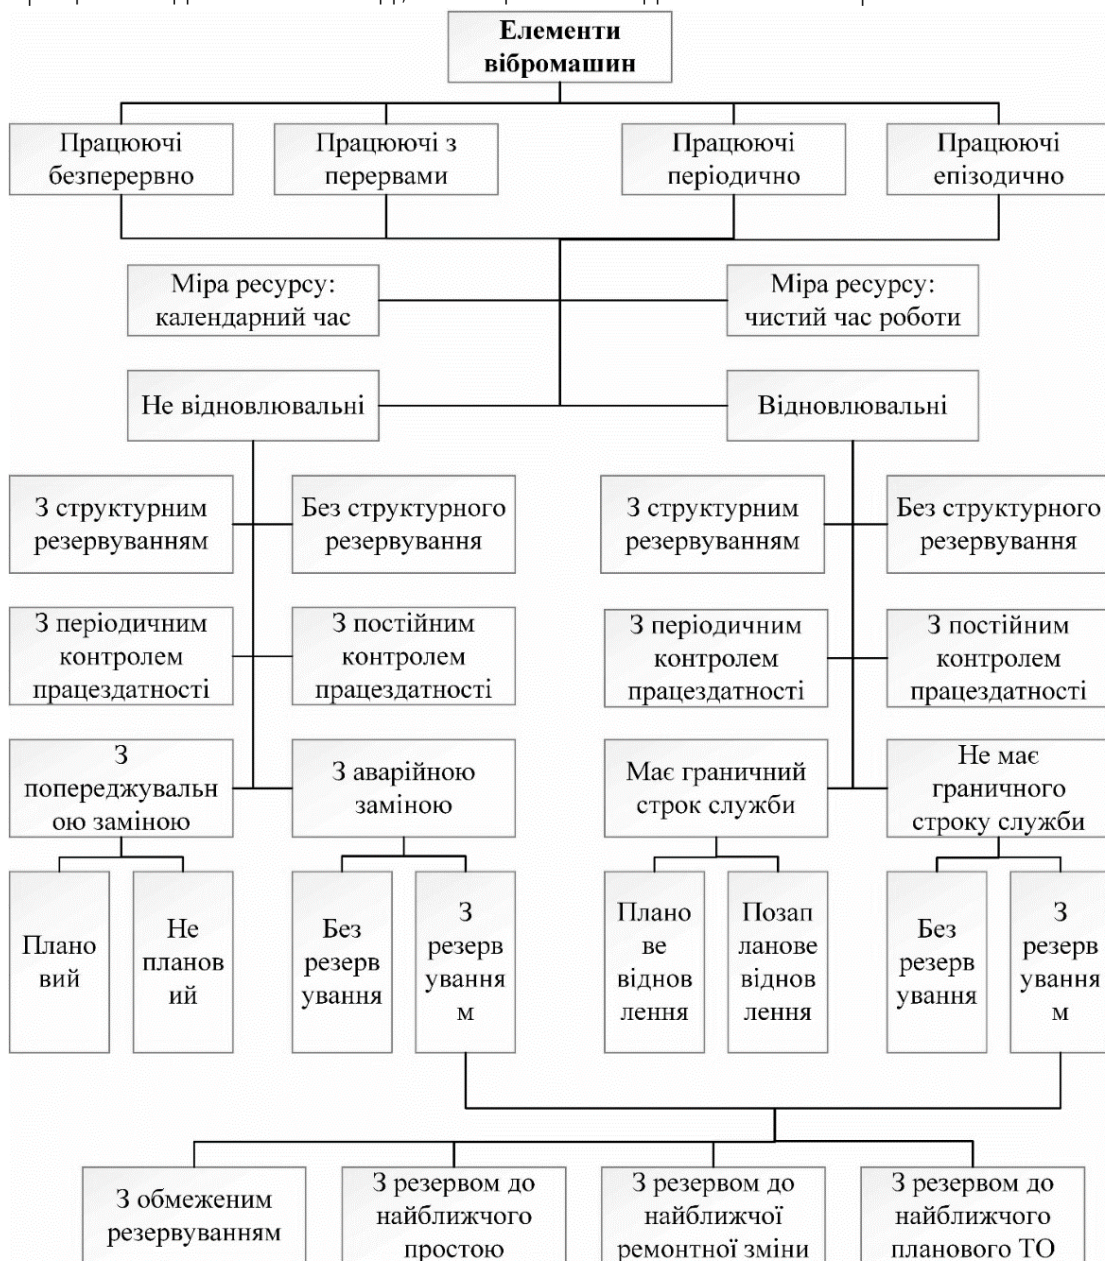 Елементи
вібромашин
Працюючі
безперервно
Працюючі з
перервами
Працюючі
періодично
Працюючі
епізодично
Міра ресурсу:
календарний час
Міра ресурсу:
чистий час роботи
Не відновлювальні
Відновлювальні
З структурним
резервуванням
Без структурного
резервування
З структурним
резервуванням
Без структурного
резервування
З періодичним
контролем
працездатності
З постійним
контролем
працездатності
З періодичним
контролем
працездатності
З постійним
контролем
працездатності
З
попереджувальн
ою заміною
З аварійною
заміною
Має граничний
строк служби
Не має
граничного
строку служби
Плано
вий
Не
планов
ий
Без
резерв
ування
З
резерв
ування
м
Плано
ве
віднов
лення
Позап
ланове
віднов
лення
Без
резерв
ування
З
резерв
ування
м
З обмеженим
резервуванням
З резервом до
найближчого
простою
З резервом до
найближчої
ремонтної зміни
З резервом до
найближчого
планового ТО